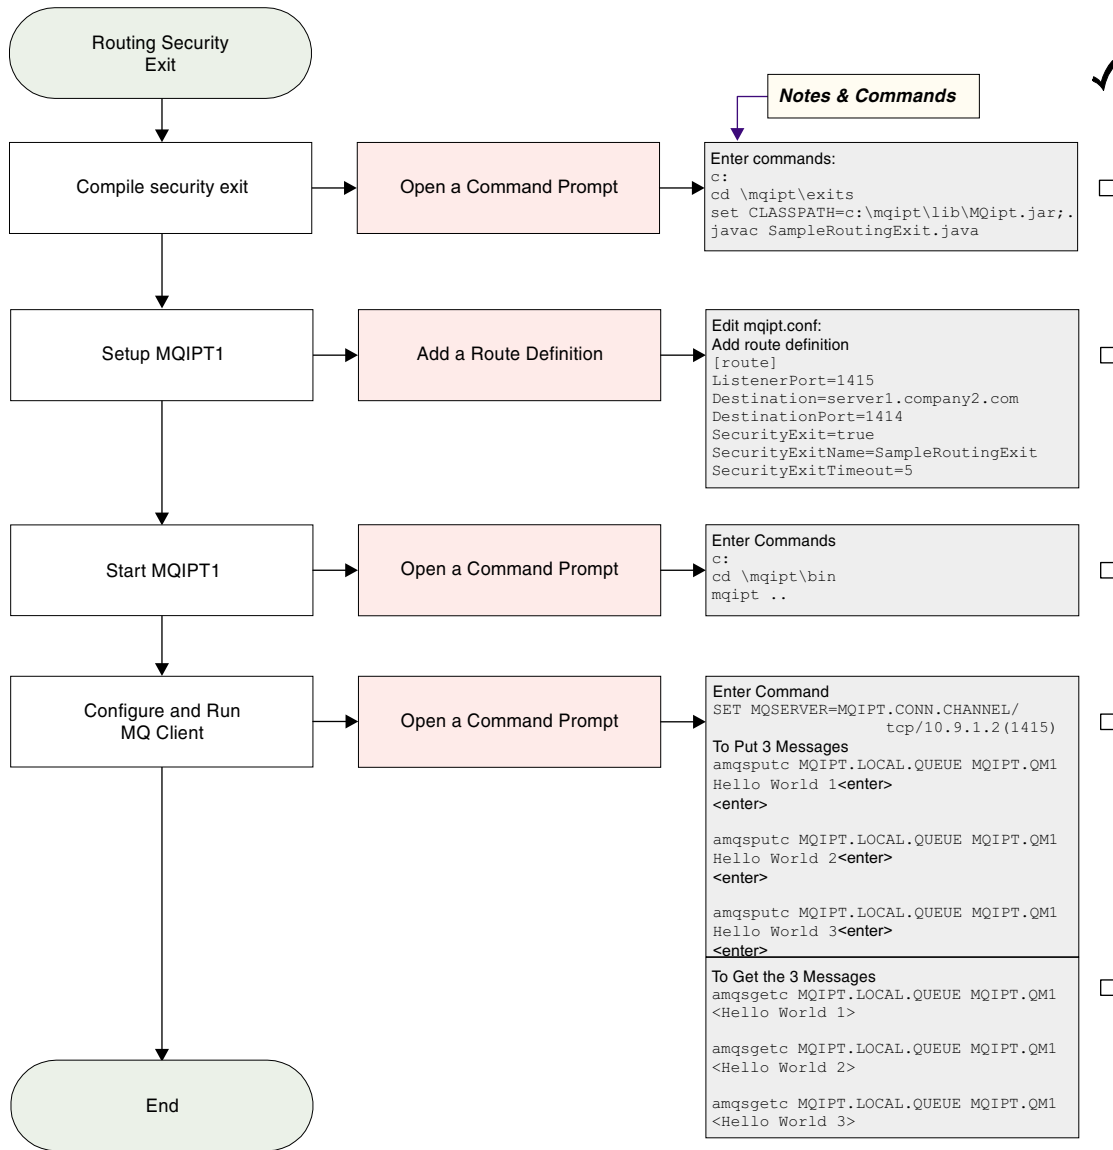 Routing Security
Exit
Notes & Commands
Compile security exit
Open a Command Prompt
Enter commands:
c:
cd \mqipt\exits
set CLASSPATH=c:\mqipt\lib\MQipt.jar;.
javac SampleRoutingExit.java
Setup MQIPT1
Add a Route Definition
Edit mqipt.conf:
Add route definition
[route]
ListenerPort=1415
Destination=server1.company2.com
DestinationPort=1414
SecurityExit=true
SecurityExitName=SampleRoutingExit
SecurityExitTimeout=5
Start MQIPT1
Open a Command Prompt
Enter Commands
c:
cd \mqipt\bin
mqipt ..
Configure and Run
MQ Client
Open a Command Prompt
Enter Command
SET MQSERVER=MQIPT.CONN.CHANNEL/
tcp/10.9.1.2(1415)
To Put 3 Messages
amqsputc MQIPT.LOCAL.QUEUE MQIPT.QM1
Hello World 1<enter>
<enter>
amqsputc MQIPT.LOCAL.QUEUE MQIPT.QM1
Hello World 2<enter>
<enter>
amqsputc MQIPT.LOCAL.QUEUE MQIPT.QM1
Hello World 3<enter>
<enter>
To Get the 3 Messages
amqsgetc MQIPT.LOCAL.QUEUE MQIPT.QM1
<Hello World 1>
amqsgetc MQIPT.LOCAL.QUEUE MQIPT.QM1
<Hello World 2>
amqsgetc MQIPT.LOCAL.QUEUE MQIPT.QM1
<Hello World 3>
End